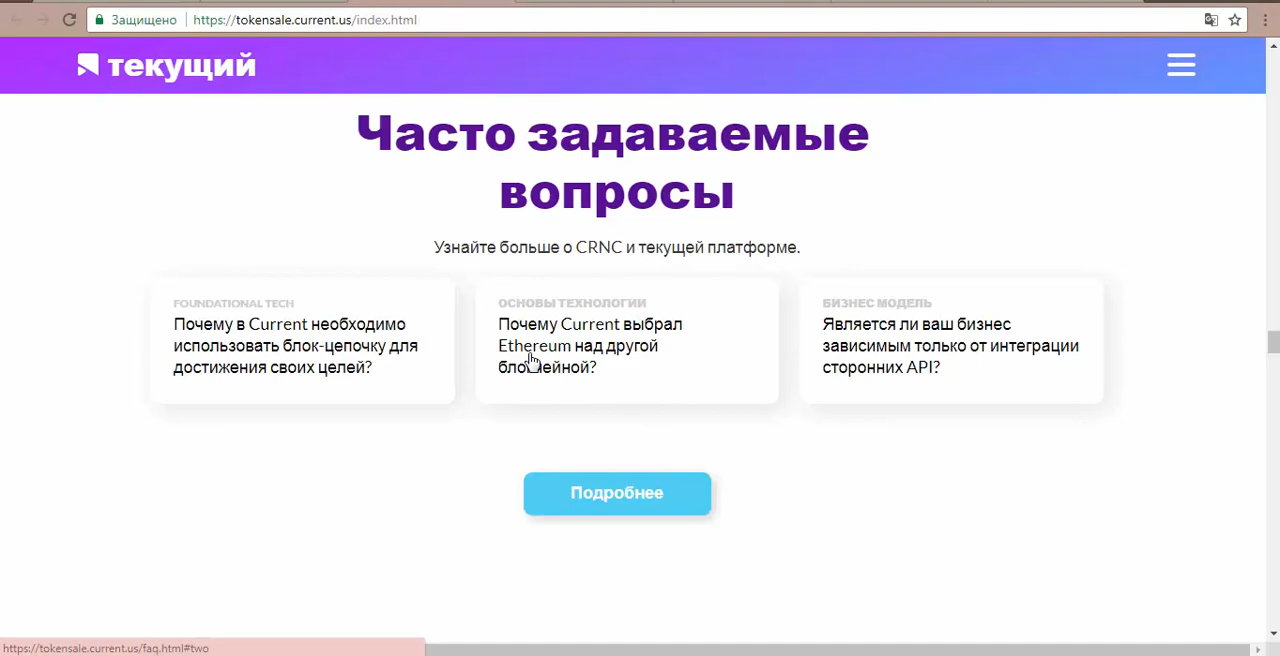 Защищено
https://tokensale.current.us/index.html
текущий
Часто задаваемые
вопросы
Узнайте больше о CRNC и текущей платформе.
FOUNDATIONAL TECH
Почему в Current необходимо
использовать блок-цепочку для
достижения своих целей?
ОСНОВЫ ТЕХНОЛОГИИ
Почему Current выбрал
Ethereum над другой
БИЗНЕС МОДЕЛЬ
Является ли ваш бизнес
зависимым только от интеграции
сторонних API?
Подробнее
https://tokensale.current.us/faq.html#two